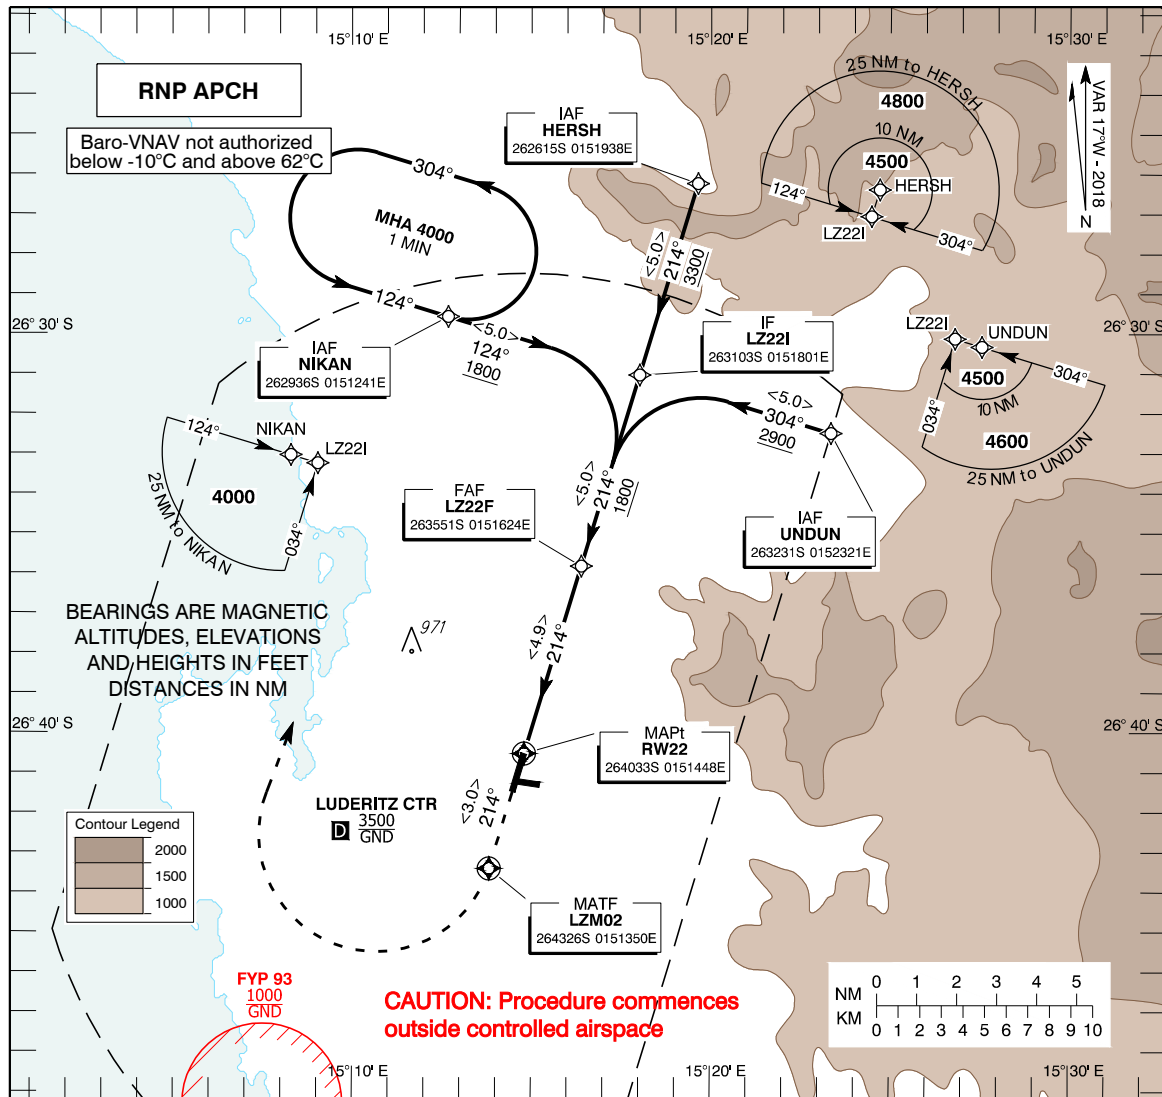 15°10' E
15°20' E
15°30' E
RNP APCH
Baro-VNAV not authorized
below -10°C and above 62°C
IAF
HERSH
262615S 0151938E
25 NM to HERSH
4800
10 NM
4500
HERSH
124°
LZ22I
304°
VAR 17°W - 2018
N
304°
MHA 4000
1 MIN
124°
<5.0>
214°
3300
26° 30' S
26° 30' S
IAF
NIKAN
262936S 0151241E
<5.0>
124°
1800
IF
LZ22I
263103S 0151801E
LZ22I
UNDUN
4500
304°
10 NM
034°
4600
25 NM to UNDUN
<5.0>
304°
2900
124°
NIKAN
LZ22I
4000
034°
25 NM to NIKAN
<5.0>
214°
1800
FAF
LZ22F
263551S 0151624E
IAF
UNDUN
263231S 0152321E
BEARINGS ARE MAGNETIC
ALTITUDES, ELEVATIONS
AND HEIGHTS IN FEET
DISTANCES IN NM
971
<4.9>
214°
26° 40' S
26° 40' S
MAPt
RW22
264033S 0151448E
<3.0>
214°
LUDERITZ CTR
D
3500
GND
Contour Legend
2000
1500
1000
MATF
LZM02
264326S 0151350E
FYP 93
1000
GND
CAUTION: Procedure commences
outside controlled airspace
NM
0 1 2 3 4 5
KM
0 1 2 3 4 5 6 7 8 9 10
15°10' E
15°20' E
15°30' E